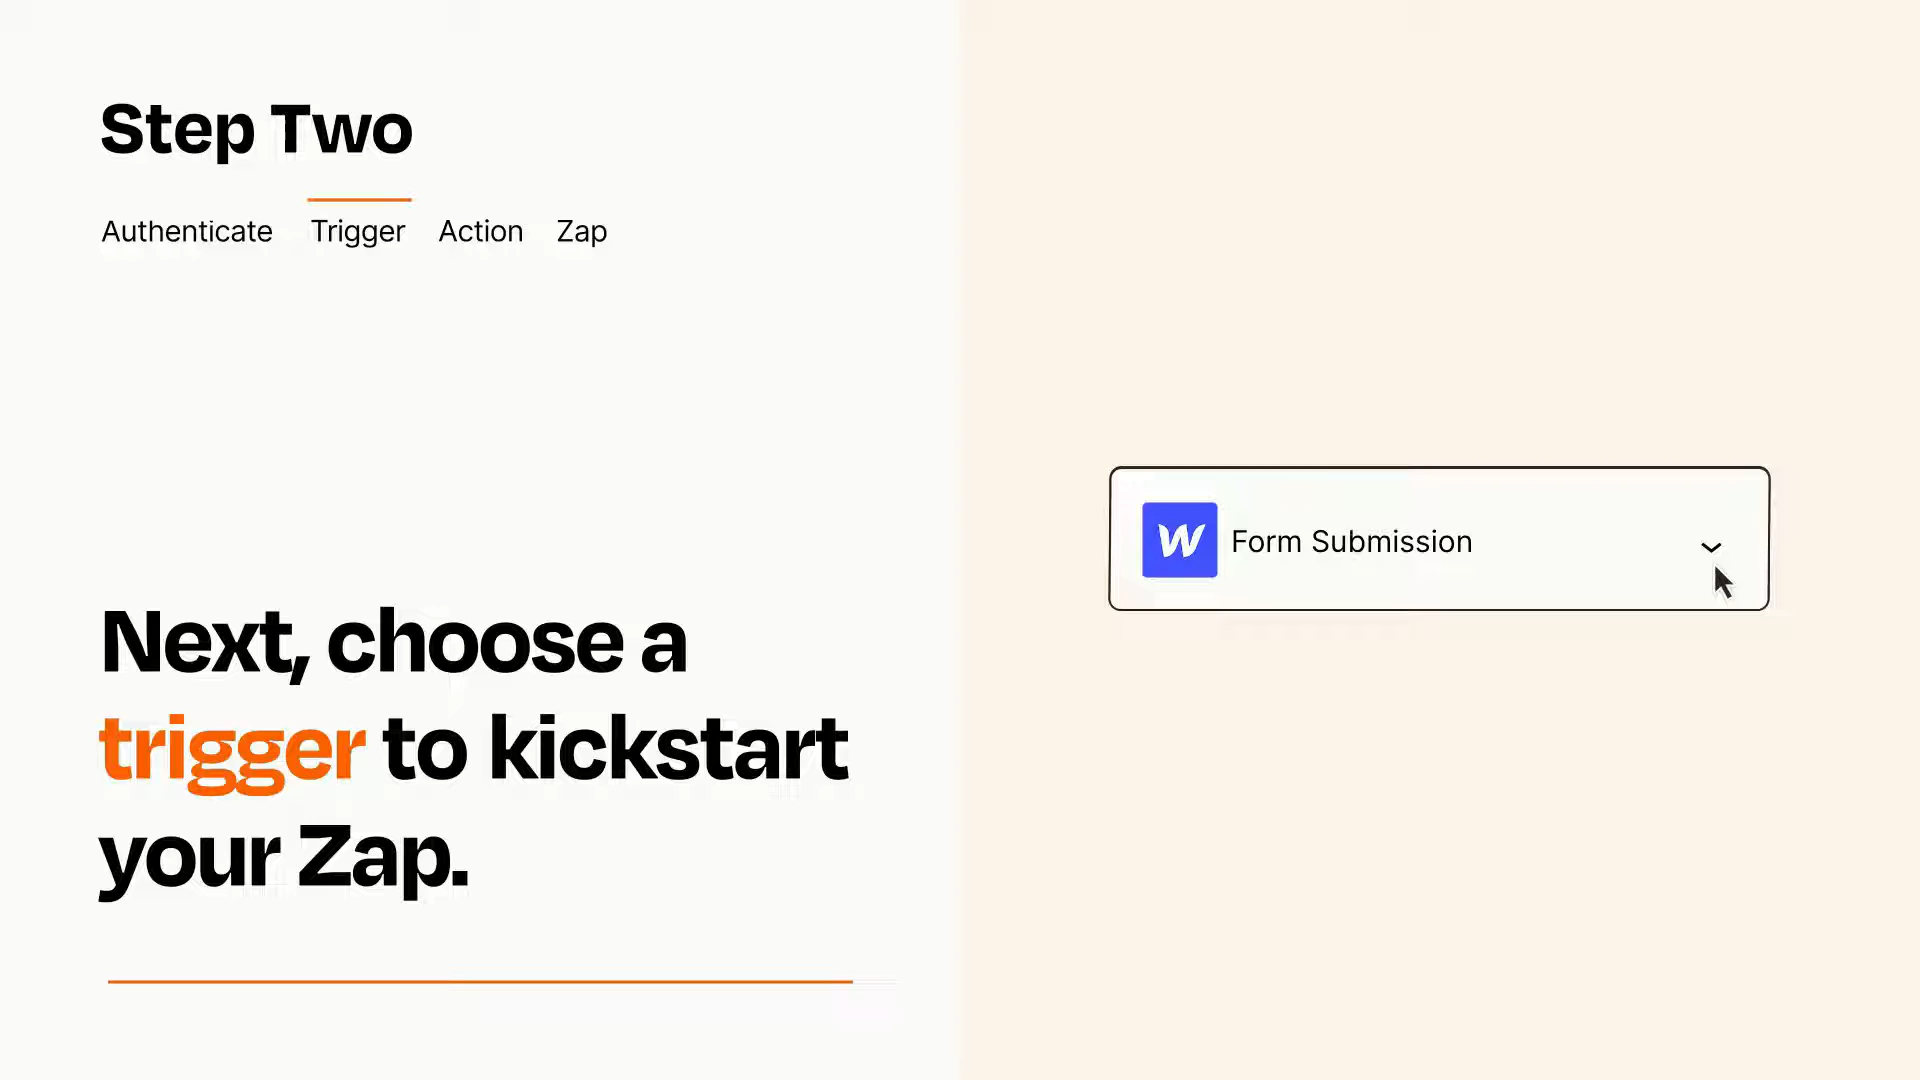 Step Two
Authenticate Trigger Action Zap
Next, choose a
trigger to kickstart
your Zap.
W Form Submission